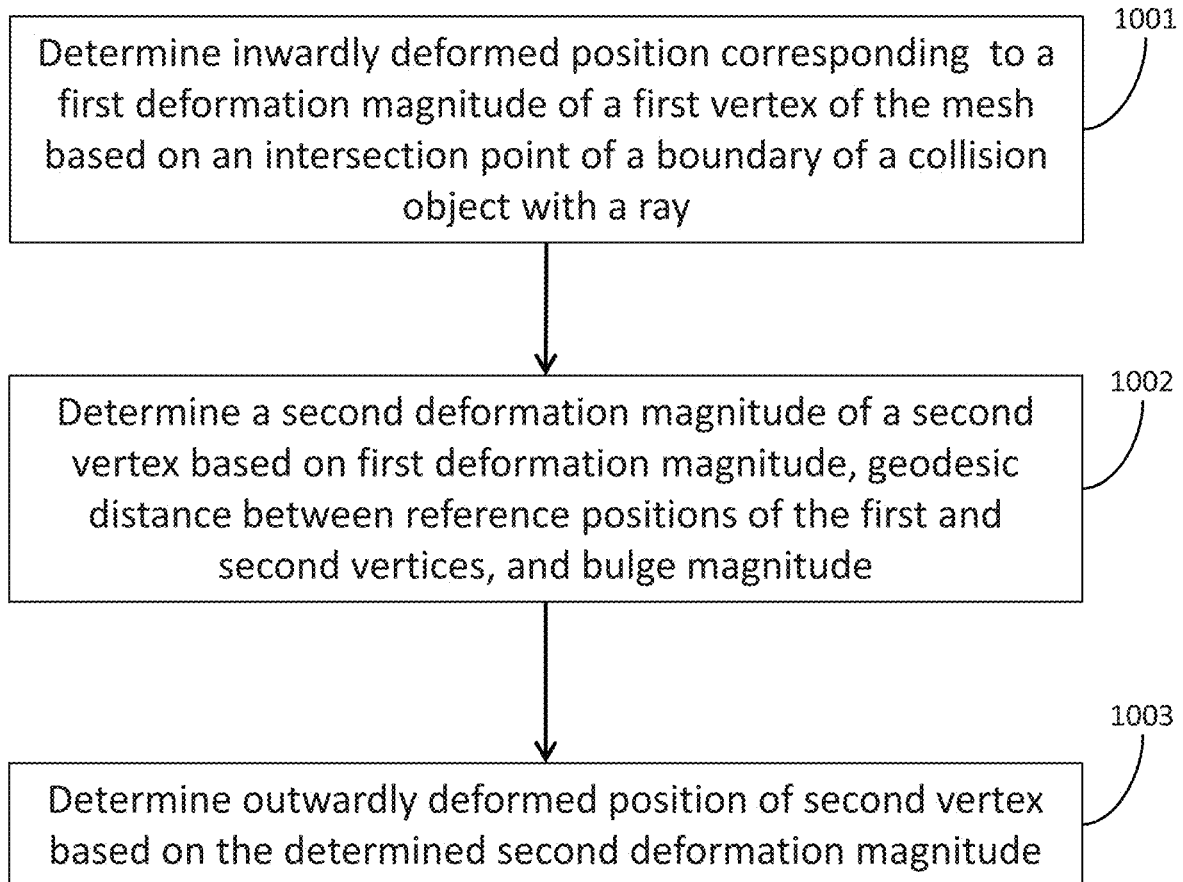 1001
Determine inwardly deformed position corresponding to a
first deformation magnitude of a first vertex of the mesh
based on an intersection point of a boundary of a collision
object with a ray
1002
Determine a second deformation magnitude of a second
vertex based on first deformation magnitude, geodesic
distance between reference positions of the first and
second vertices, and bulge magnitude
1003
Determine outwardly deformed position of second vertex
based on the determined second deformation magnitude